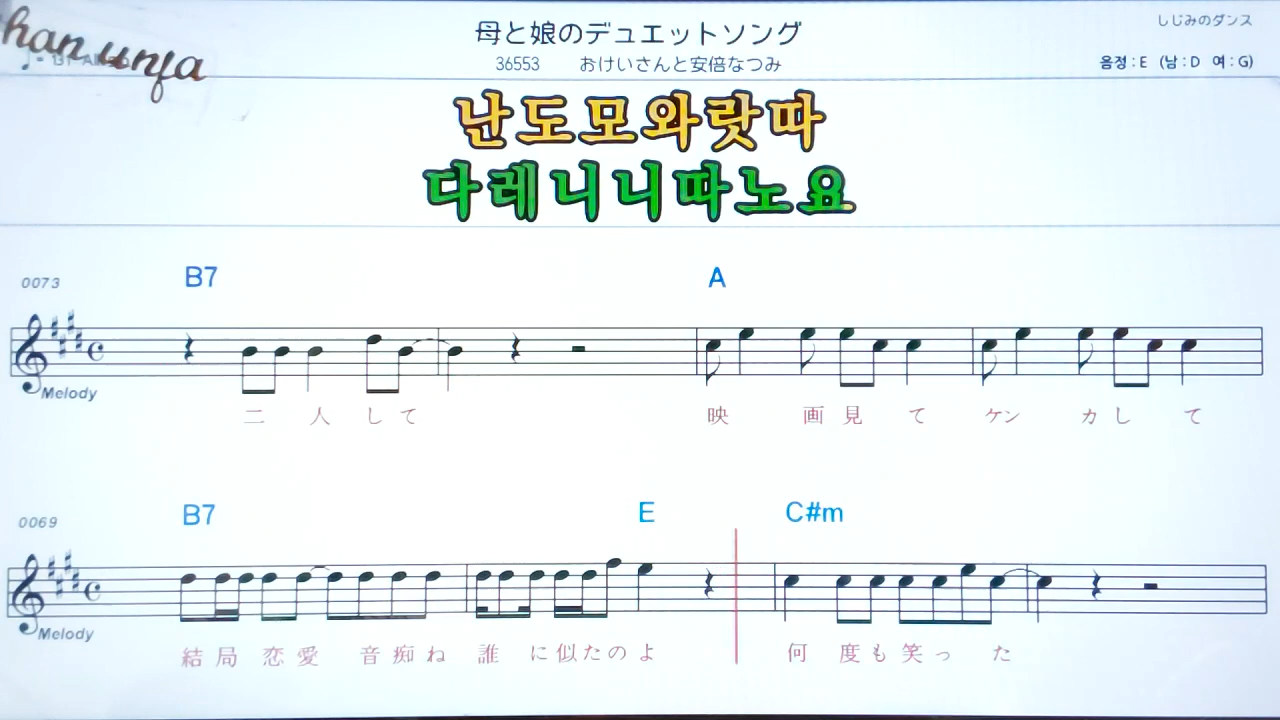 han unfa
母と娘のデュエットソング
しじみのダンス
36553 おけいさんと安倍なつみ
음정:E (남:D 여:G)
난도모와랏따
다레니니따노요
0073 B7 A
Melody
二人して 映画見て ケンカして
0069 B7 E C#m
Melody
結局恋愛音痴ね 誰に似たのよ 何度も笑った